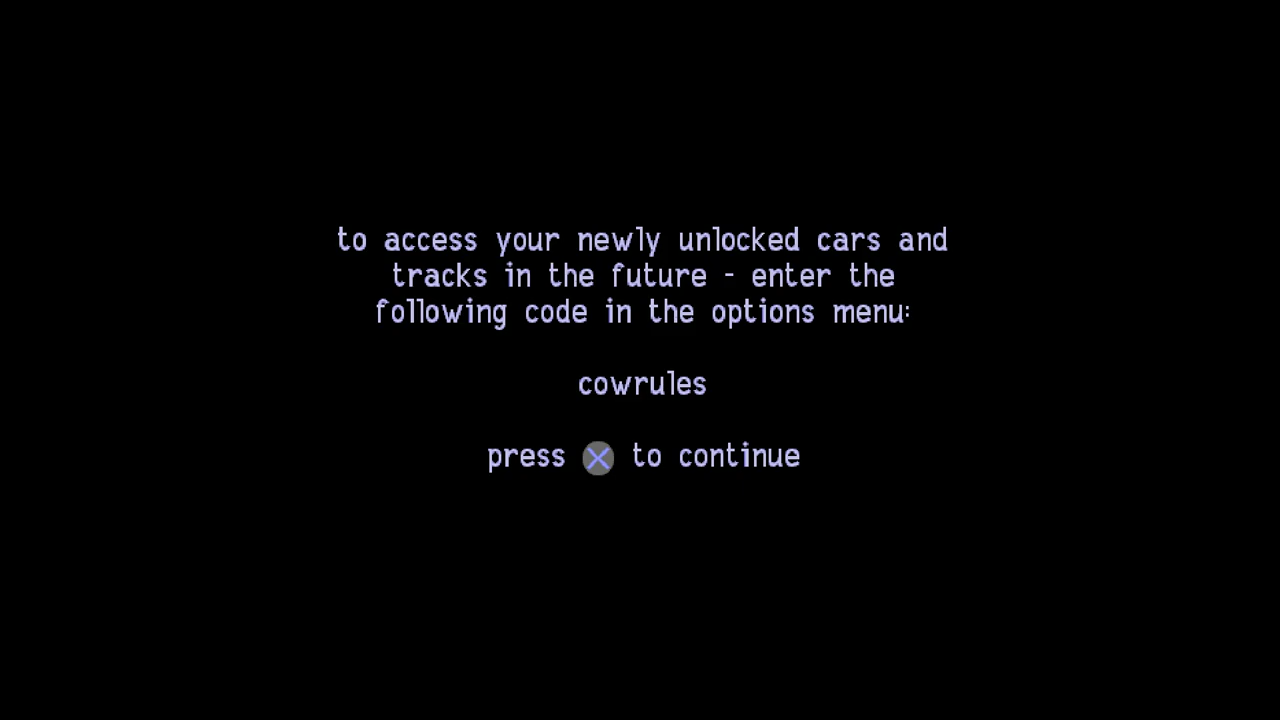 to access your newly unlocked cars and
tracks in the future - enter the
following code in the options menu:
cowrules
press to continue